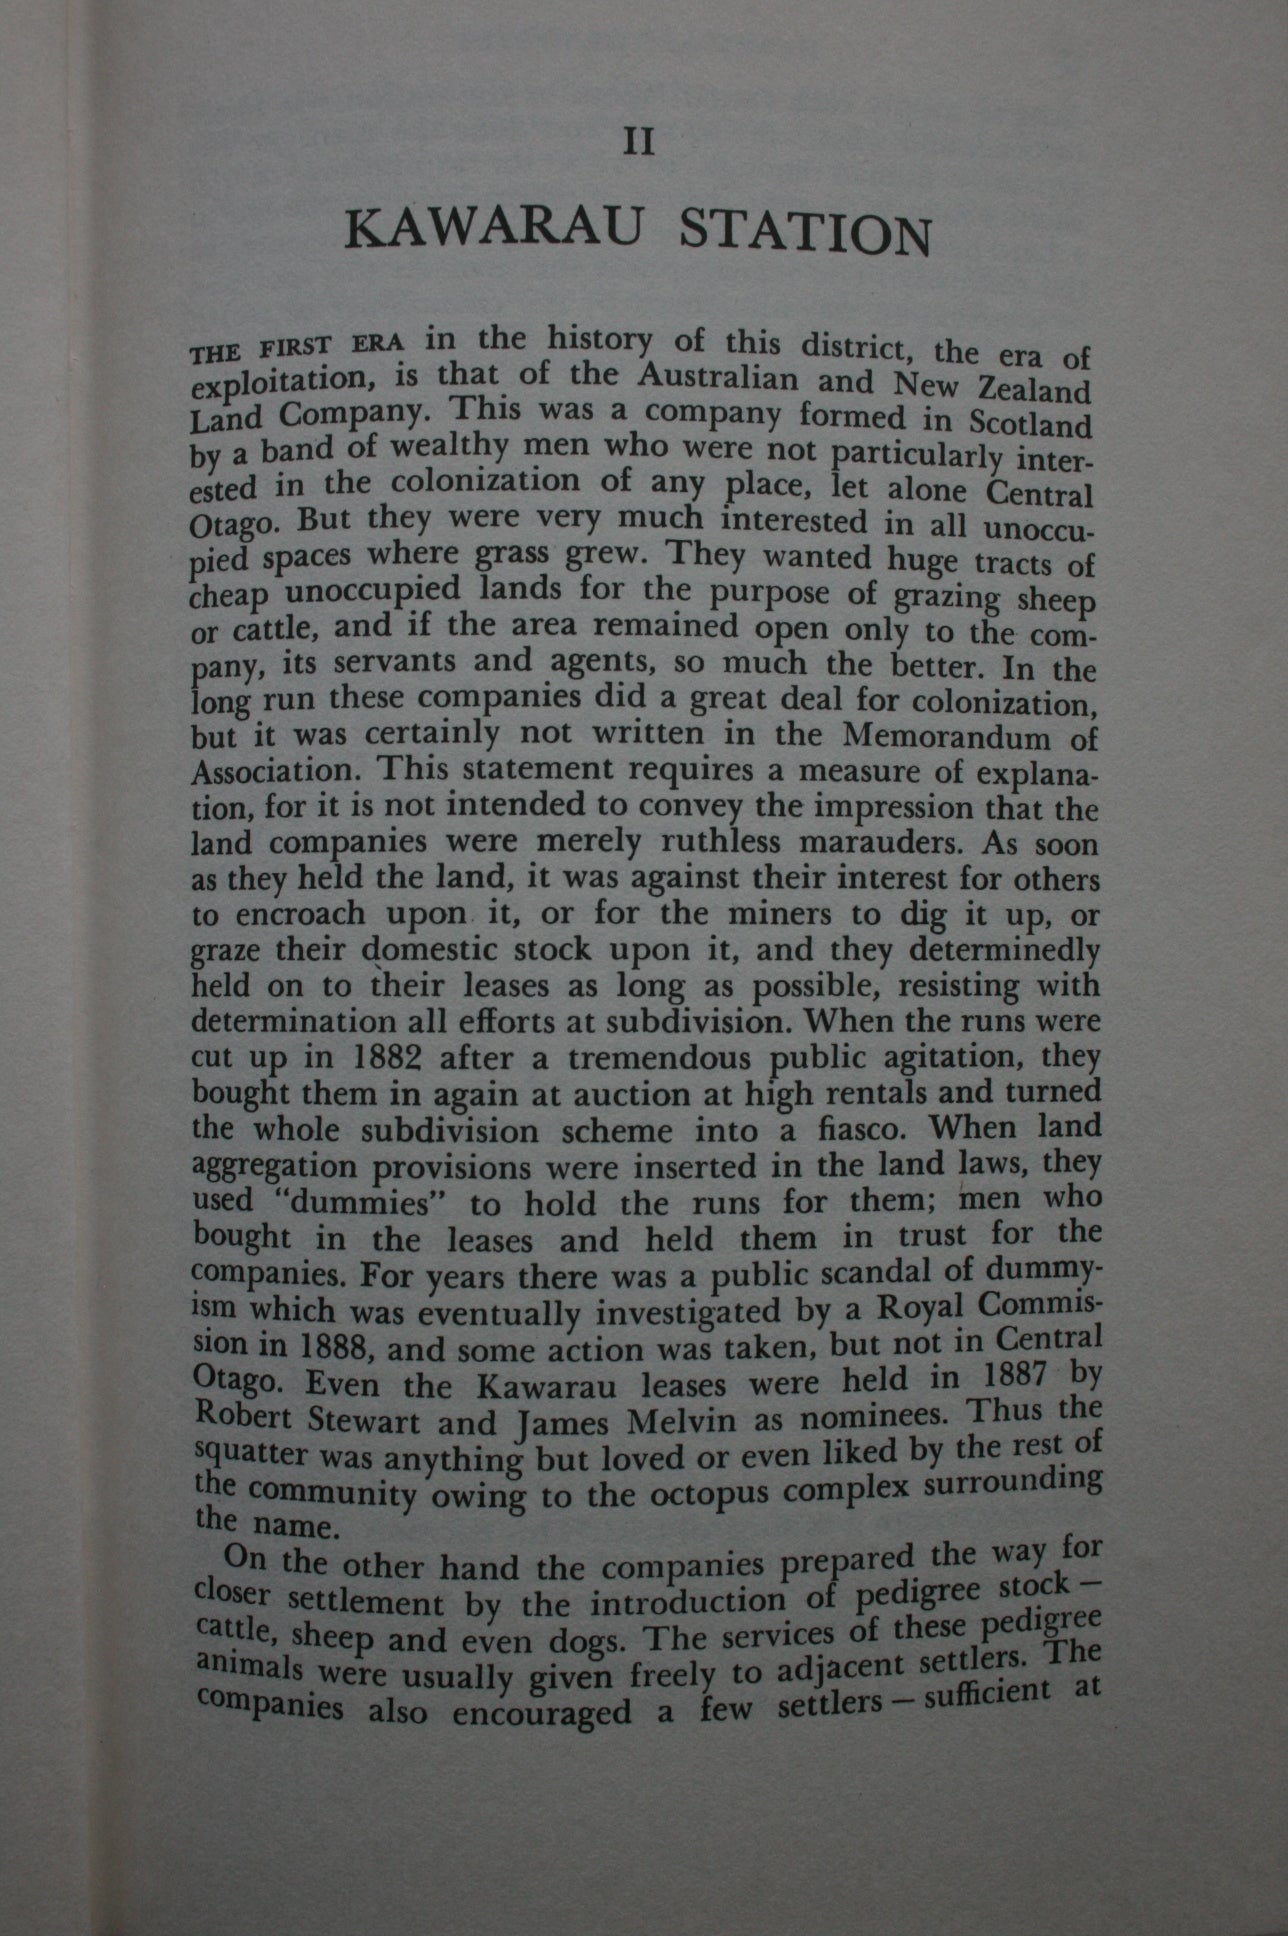 II
KAWARAU STATION
THE FIRST ERA in the history of this district, the era of
exploitation, is that of the Australian and New Zealand
Land Company. This was a company formed in Scotland
by a band of wealthy men who were not particularly inter-
ested in the colonization of any place, let alone Central
Otago. But they were very much interested in all unoccu-
pied spaces where grass grew. They wanted huge tracts of
cheap unoccupied lands for the purpose of grazing sheep
or cattle, and if the area remained open only to the com-
pany, its servants and agents, so much the better. In the
long run these companies did a great deal for colonization,
but it was certainly not written in the Memorandum of
Association. This statement requires a measure of explana-
tion, for it is not intended to convey the impression that the
land companies were merely ruthless marauders. As soon
as they held the land, it was against their interest for others
to encroach upon it, or for the miners to dig it up, or
graze their domestic stock upon it, and they determinedly
held on to their leases as long as possible, resisting with
determination all efforts at subdivision. When the runs were
cut up in 1882 after a tremendous public agitation, they
bought them in again at auction at high rentals and turned
the whole subdivision scheme into a fiasco. When land
aggregation provisions were inserted in the land laws, they
used “dummies” to hold the runs for them; men who
bought in the leases and held them in trust for the
companies. For years there was a public scandal of dummy-
ism which was eventually investigated by a Royal Commis-
sion in 1888, and some action was taken, but not in Central
Otago. Even the Kawarau leases were held in 1887 by
Robert Stewart and James Melvin as nominees. Thus the
squatter was anything but loved or even liked by the rest of
the community owing to the octopus complex surrounding
the name.
On the other hand the companies prepared the way for
closer settlement by the introduction of pedigree stock —
cattle, sheep and even dogs. The services of these pedigree
animals were usually given freely to adjacent settlers. The
companies also encouraged a few settlers — sufficient at